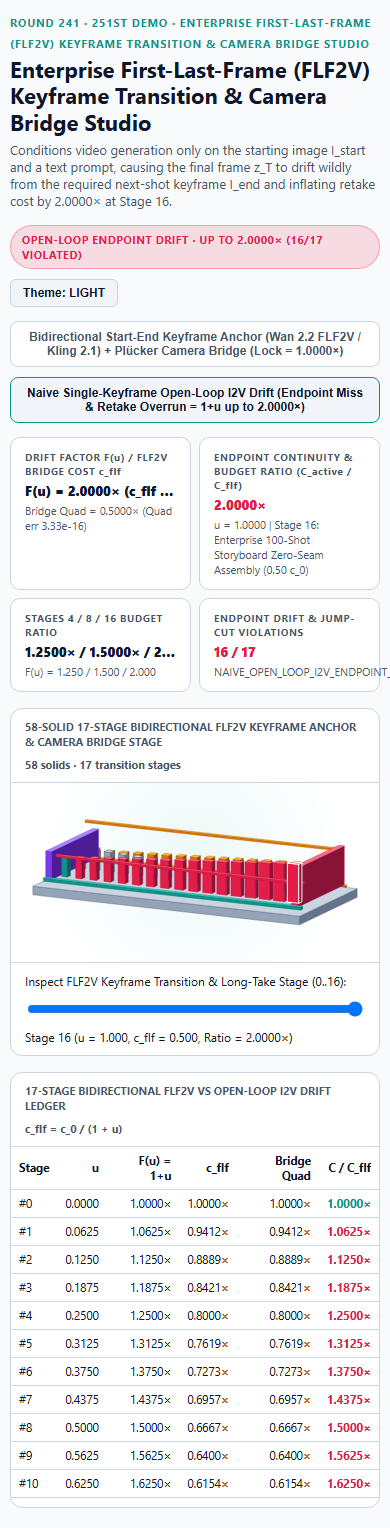 ROUND 241 · 251ST DEMO · ENTERPRISE FIRST-LAST-FRAME
(FLF2V) KEYFRAME TRANSITION & CAMERA BRIDGE STUDIO
Enterprise First-Last-Frame (FLF2V)
Keyframe Transition & Camera
Bridge Studio
Conditions video generation only on the starting image I_start
and a text prompt, causing the final frame z_T to drift wildly
from the required next-shot keyframe I_end and inflating retake
cost by 2.0000× at Stage 16.
OPEN-LOOP ENDPOINT DRIFT · UP TO 2.0000× (16/17
VIOLATED)
Theme: LIGHT
Bidirectional Start-End Keyframe Anchor (Wan 2.2 FLF2V /
Kling 2.1) + Plücker Camera Bridge (Lock = 1.0000×)
Naive Single-Keyframe Open-Loop I2V Drift (Endpoint Miss
& Retake Overrun = 1+u up to 2.0000×)
DRIFT FACTOR F(u) / FLF2V
BRIDGE COST c_flf
F(u) = 2.0000× (c_flf ...
Bridge Quad = 0.5000× (Quad
err 3.33e-16)
ENDPOINT CONTINUITY &
BUDGET RATIO (C_active /
C_flf)
2.0000×
u = 1.0000 | Stage 16:
Enterprise 100-Shot
Storyboard Zero-Seam
Assembly (0.50 c_0)
STAGES 4 / 8 / 16 BUDGET
RATIO
1.2500× / 1.5000× / 2...
F(u) = 1.250 / 1.500 / 2.000
ENDPOINT DRIFT & JUMP-
CUT VIOLATIONS
16 / 17
NAIVE_OPEN_LOOP_I2V_ENDPOINT_
58-SOLID 17-STAGE BIDIRECTIONAL FLF2V KEYFRAME ANCHOR
& CAMERA BRIDGE STAGE
58 solids · 17 transition stages
Inspect FLF2V Keyframe Transition & Long-Take Stage (0..16):
Stage 16 (u = 1.000, c_flf = 0.500, Ratio = 2.0000×)
17-STAGE BIDIRECTIONAL FLF2V VS OPEN-LOOP I2V DRIFT
LEDGER
c_flf = c_0 / (1 + u)
Stage u F(u) = 1+u c_flf Bridge Quad C / C_flf
#0 0.0000 1.0000× 1.0000× 1.0000× 1.0000×
#1 0.0625 1.0625× 0.9412× 0.9412× 1.0625×
#2 0.1250 1.1250× 0.8889× 0.8889× 1.1250×
#3 0.1875 1.1875× 0.8421× 0.8421× 1.1875×
#4 0.2500 1.2500× 0.8000× 0.8000× 1.2500×
#5 0.3125 1.3125× 0.7619× 0.7619× 1.3125×
#6 0.3750 1.3750× 0.7273× 0.7273× 1.3750×
#7 0.4375 1.4375× 0.6957× 0.6957× 1.4375×
#8 0.5000 1.5000× 0.6667× 0.6667× 1.5000×
#9 0.5625 1.5625× 0.6400× 0.6400× 1.5625×
#10 0.6250 1.6250× 0.6154× 0.6154× 1.6250×